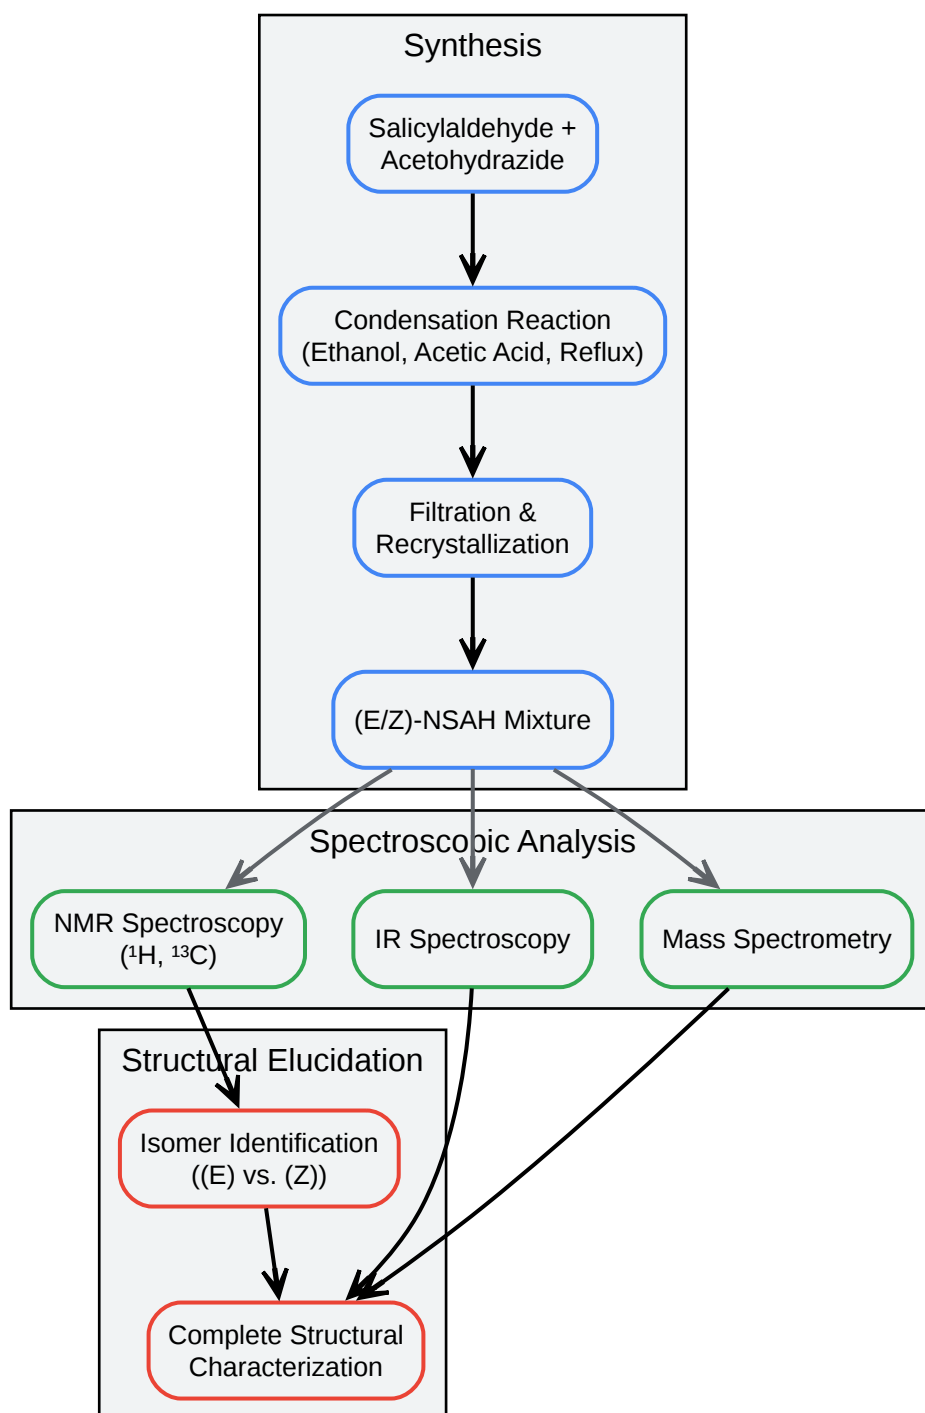 Synthesis
Salicylaldehyde +
Acetohydrazide
Condensation Reaction
(Ethanol, Acetic Acid, Reflux)
Filtration &
Recrystallization
(E/Z)-NSAH Mixture
Spectroscopic Analysis
NMR Spectroscopy
(¹H, ¹³C)
IR Spectroscopy
Mass Spectrometry
Structural Elucidation
Isomer Identification
((E) vs. (Z))
Complete Structural
Characterization